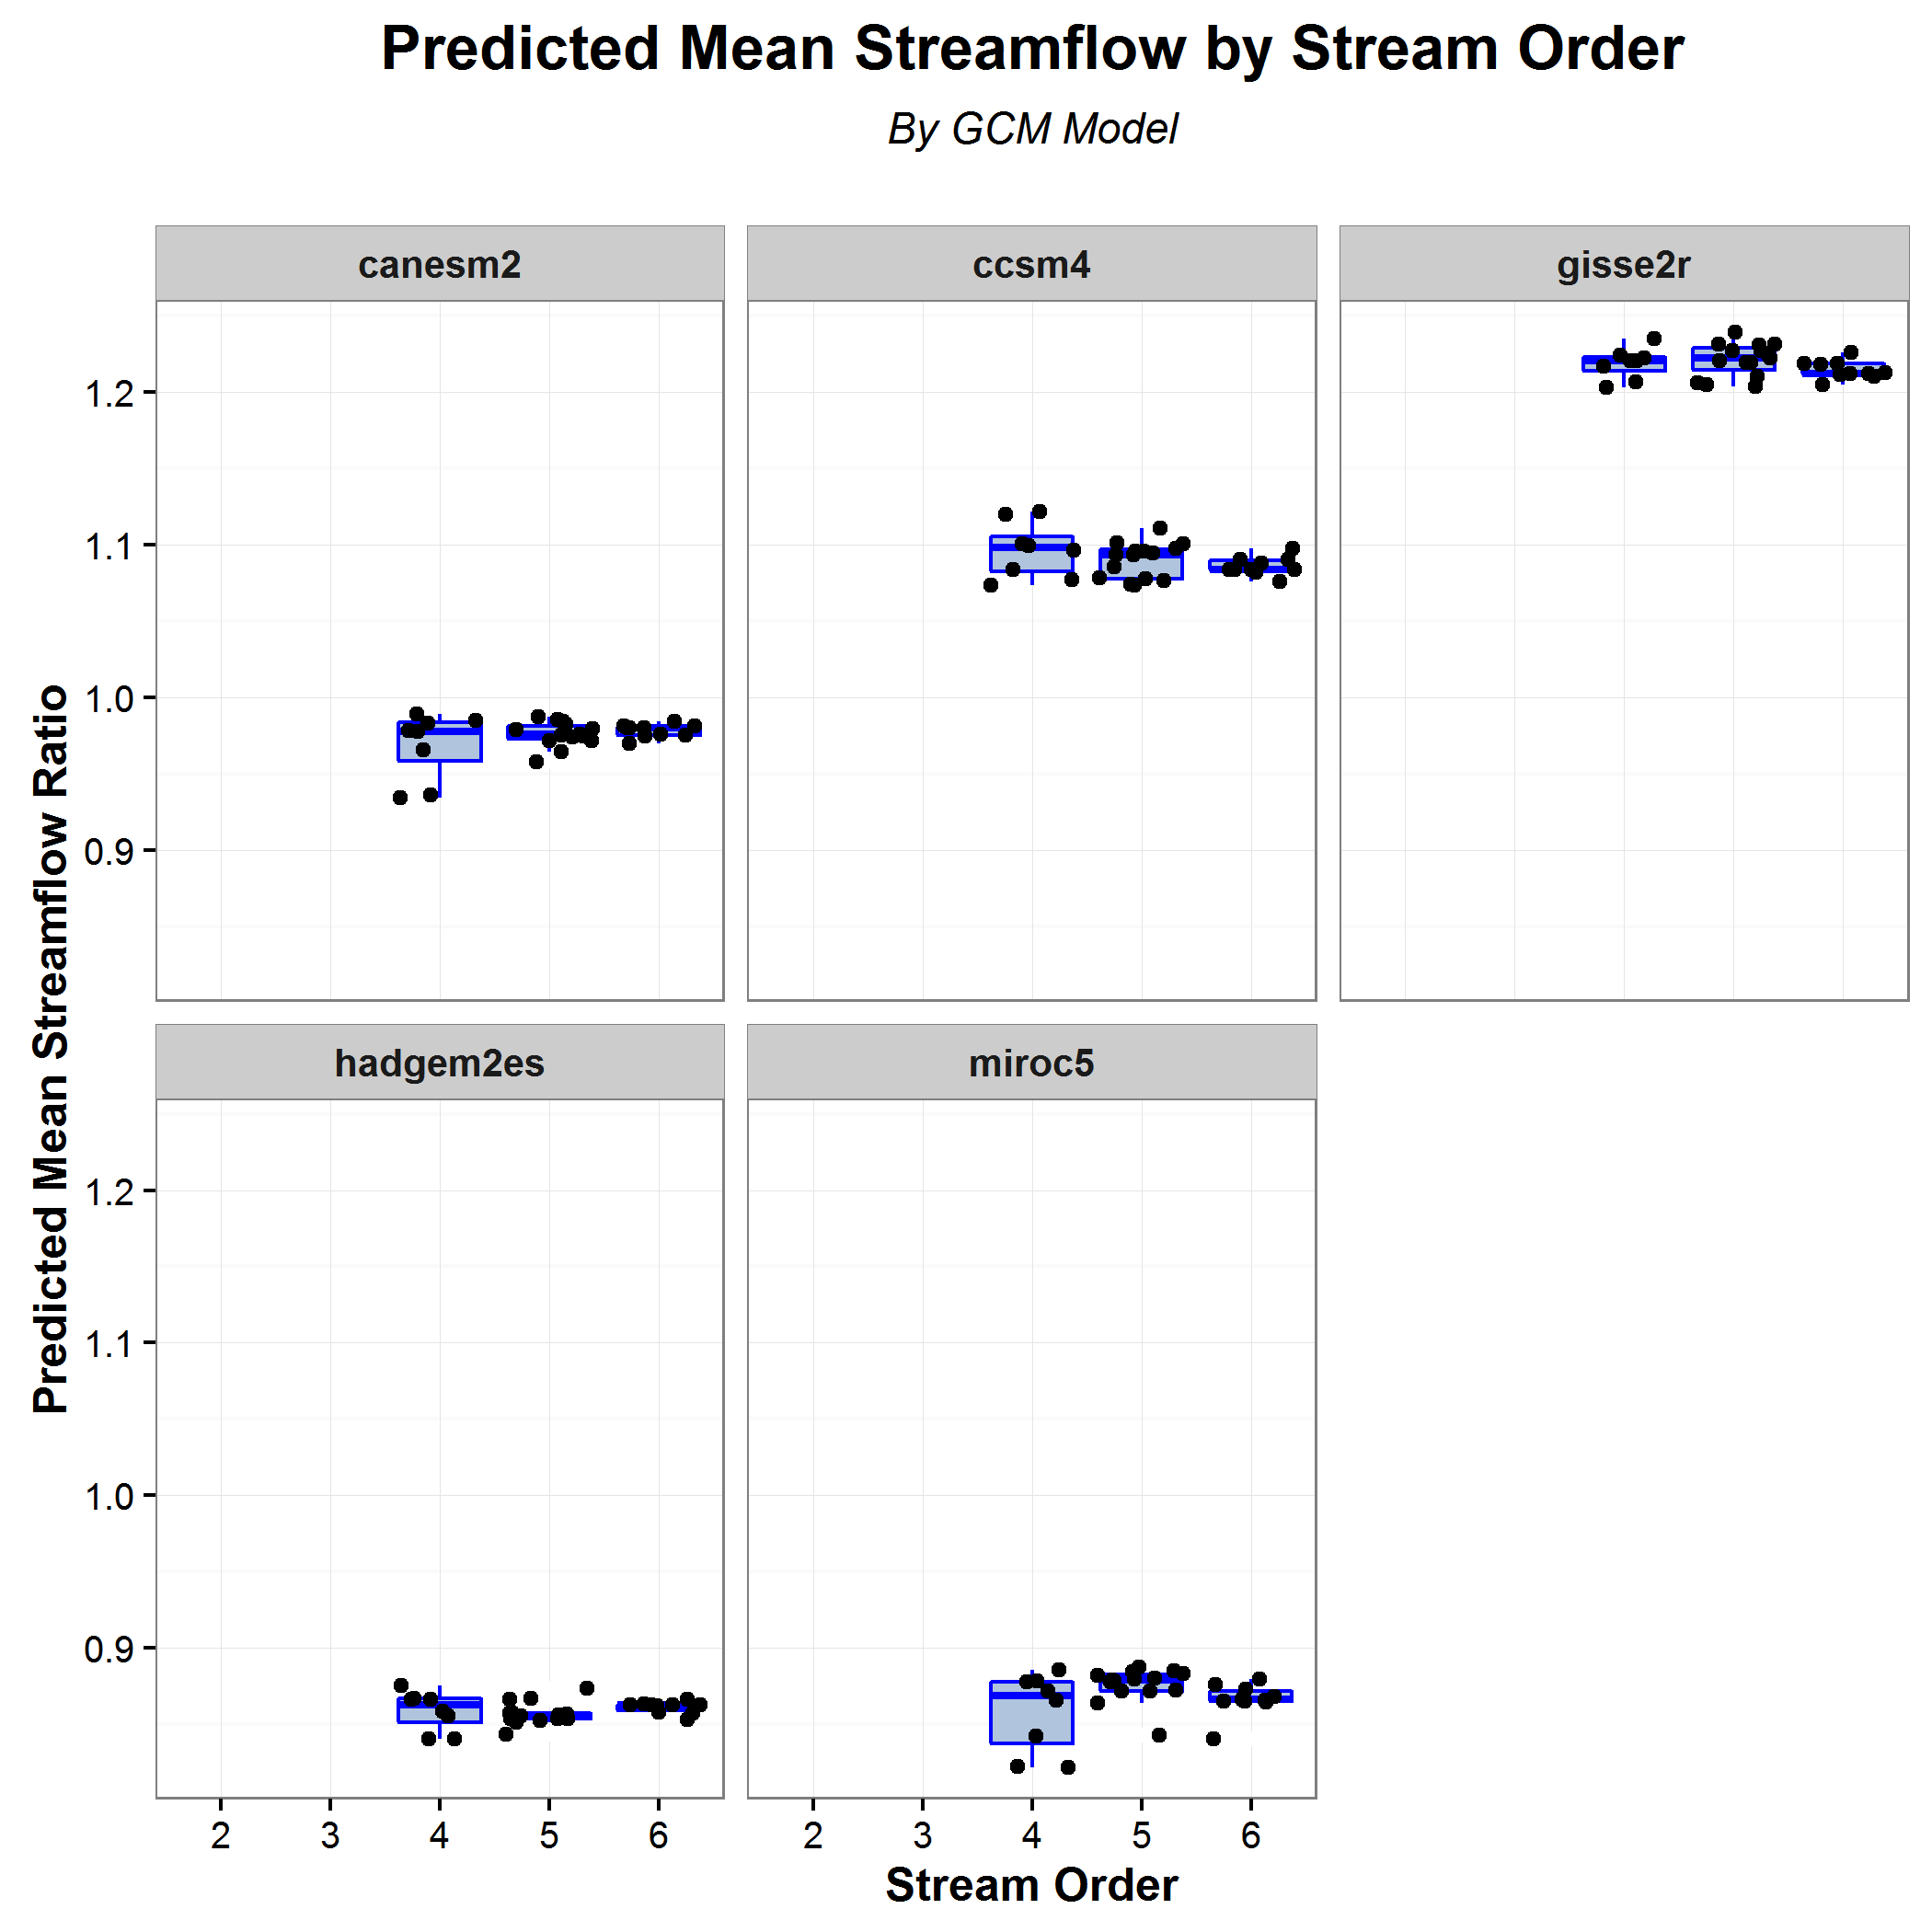 Predicted Mean Streamflow by Stream Order
By GCM Model
canesm2
ccsm4
gisse2r
1.2
1.1
1.0
0.9
Predicted Mean Streamflow Ratio
hadgem2es
miroc5
1.2
1.1
1.0
0.9
2 3 4 5 6
2 3 4 5 6
Stream Order